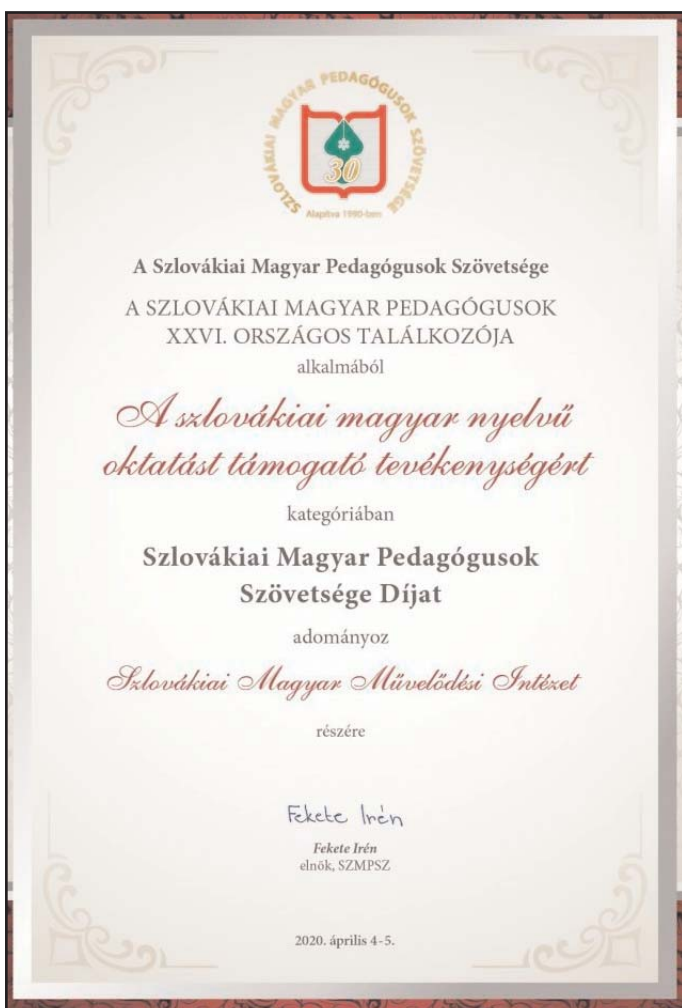 SZLOVÁKIAI MAGYAR PEDAGÓGUSOK SZÖVETSÉGE
30
Alapítva 1990-ben
A Szlovákiai Magyar Pedagógusok Szövetsége
A SZLOVÁKIAI MAGYAR PEDAGÓGUSOK
XXVI. ORSZÁGOS TALÁLKOZÓJA
alkalmából
A szlovákiai magyar nyelvű
oktatást támogató tevékenységért
kategóriában
Szlovákiai Magyar Pedagógusok
Szövetsége Díjat
adományoz
Szlovákiai Magyar Művelődési Intézet
részére
Fekete Irén
Fekete Irén
elnök, SZMPSZ
2020. április 4-5.